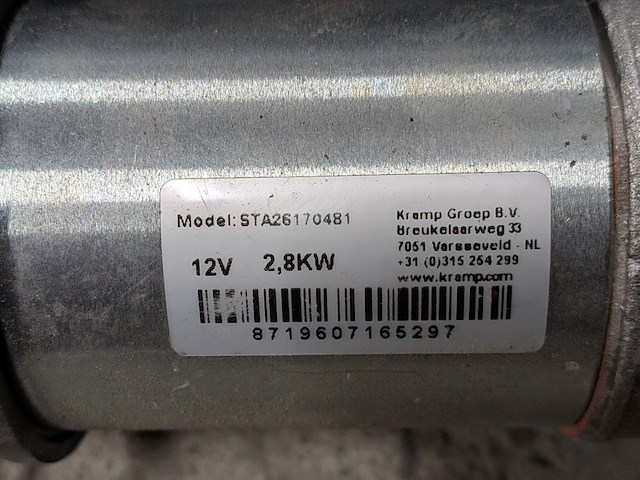 Model: STA26170481
12V 2,8KW
Kramp Groep B.V.
Breukelaarweg 33
7051 Varsseveld - NL
+31 (0)315 254 299
www.kramp.com
8719607165297